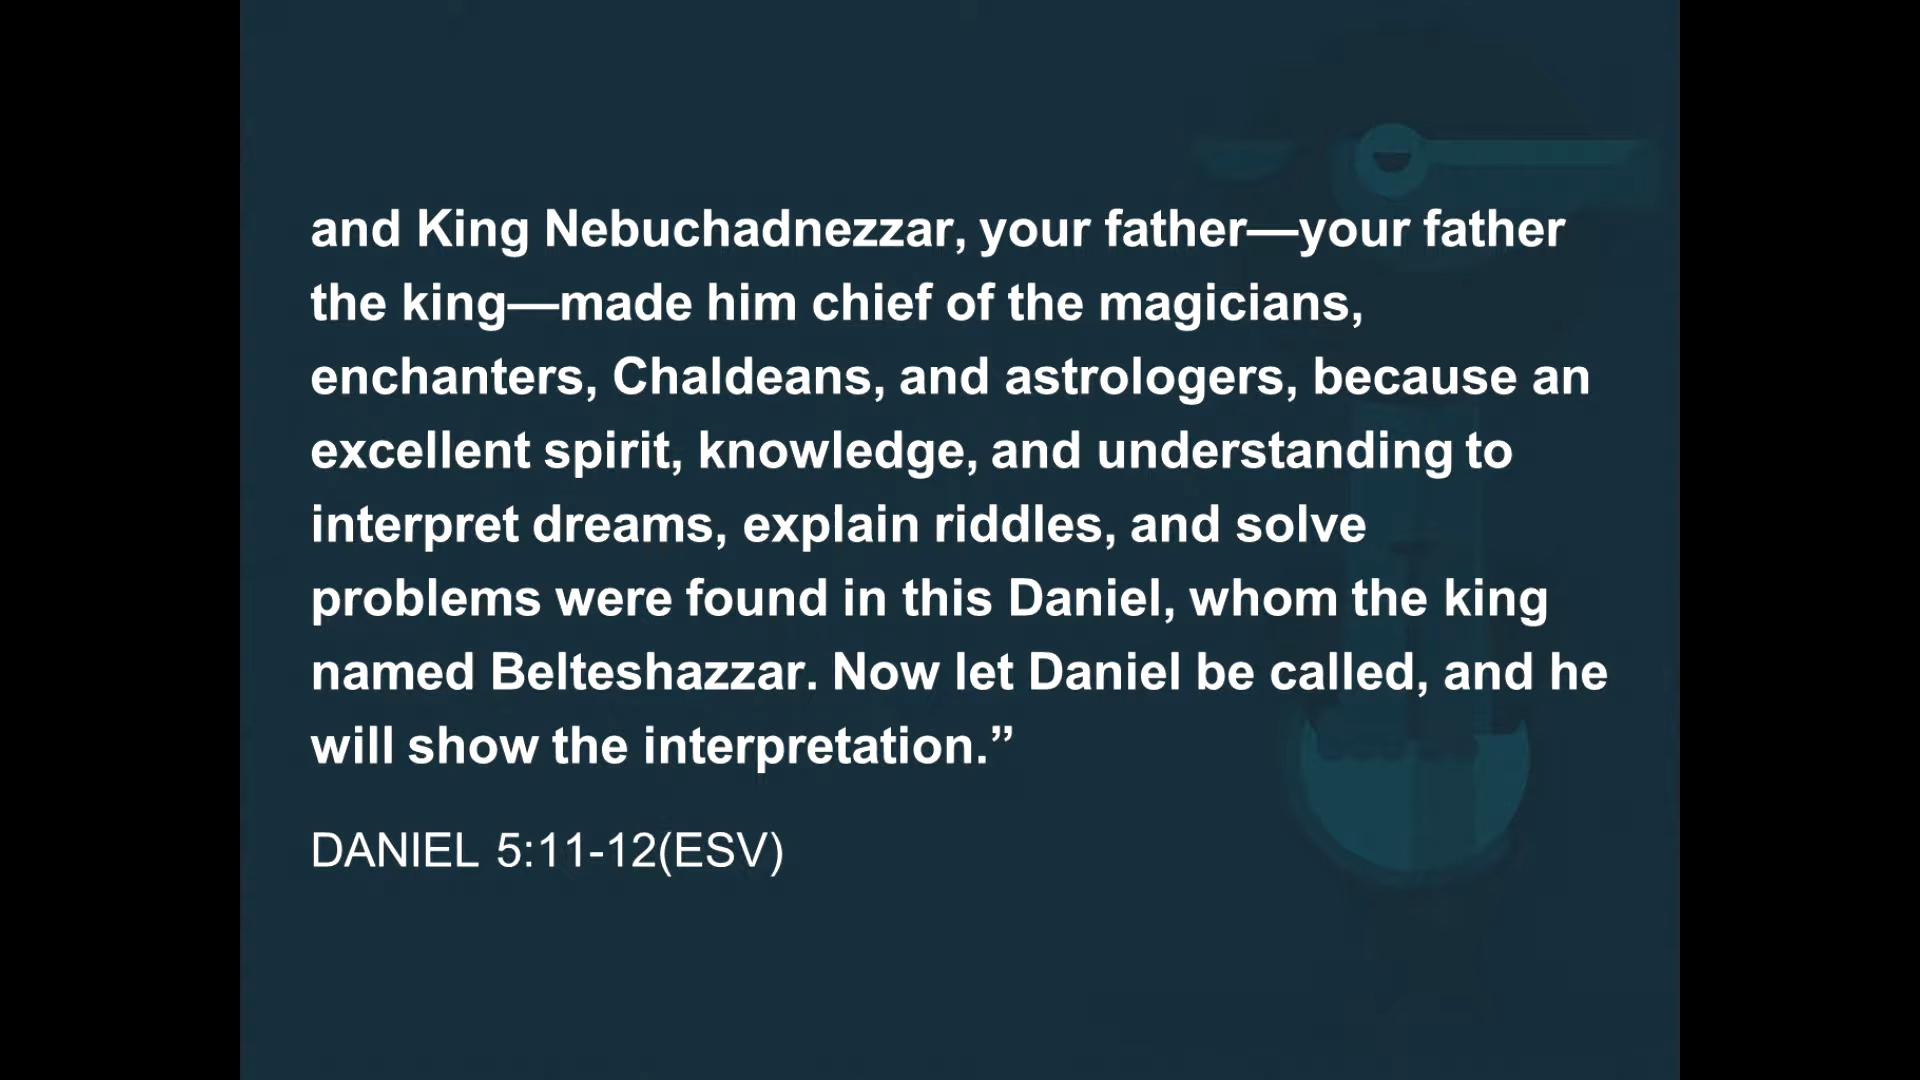 and King Nebuchadnezzar, your father—your father
the king—made him chief of the magicians,
enchanters, Chaldeans, and astrologers, because an
excellent spirit, knowledge, and understanding to
interpret dreams, explain riddles, and solve
problems were found in this Daniel, whom the king
named Belteshazzar. Now let Daniel be called, and he
will show the interpretation.”
DANIEL 5:11-12(ESV)